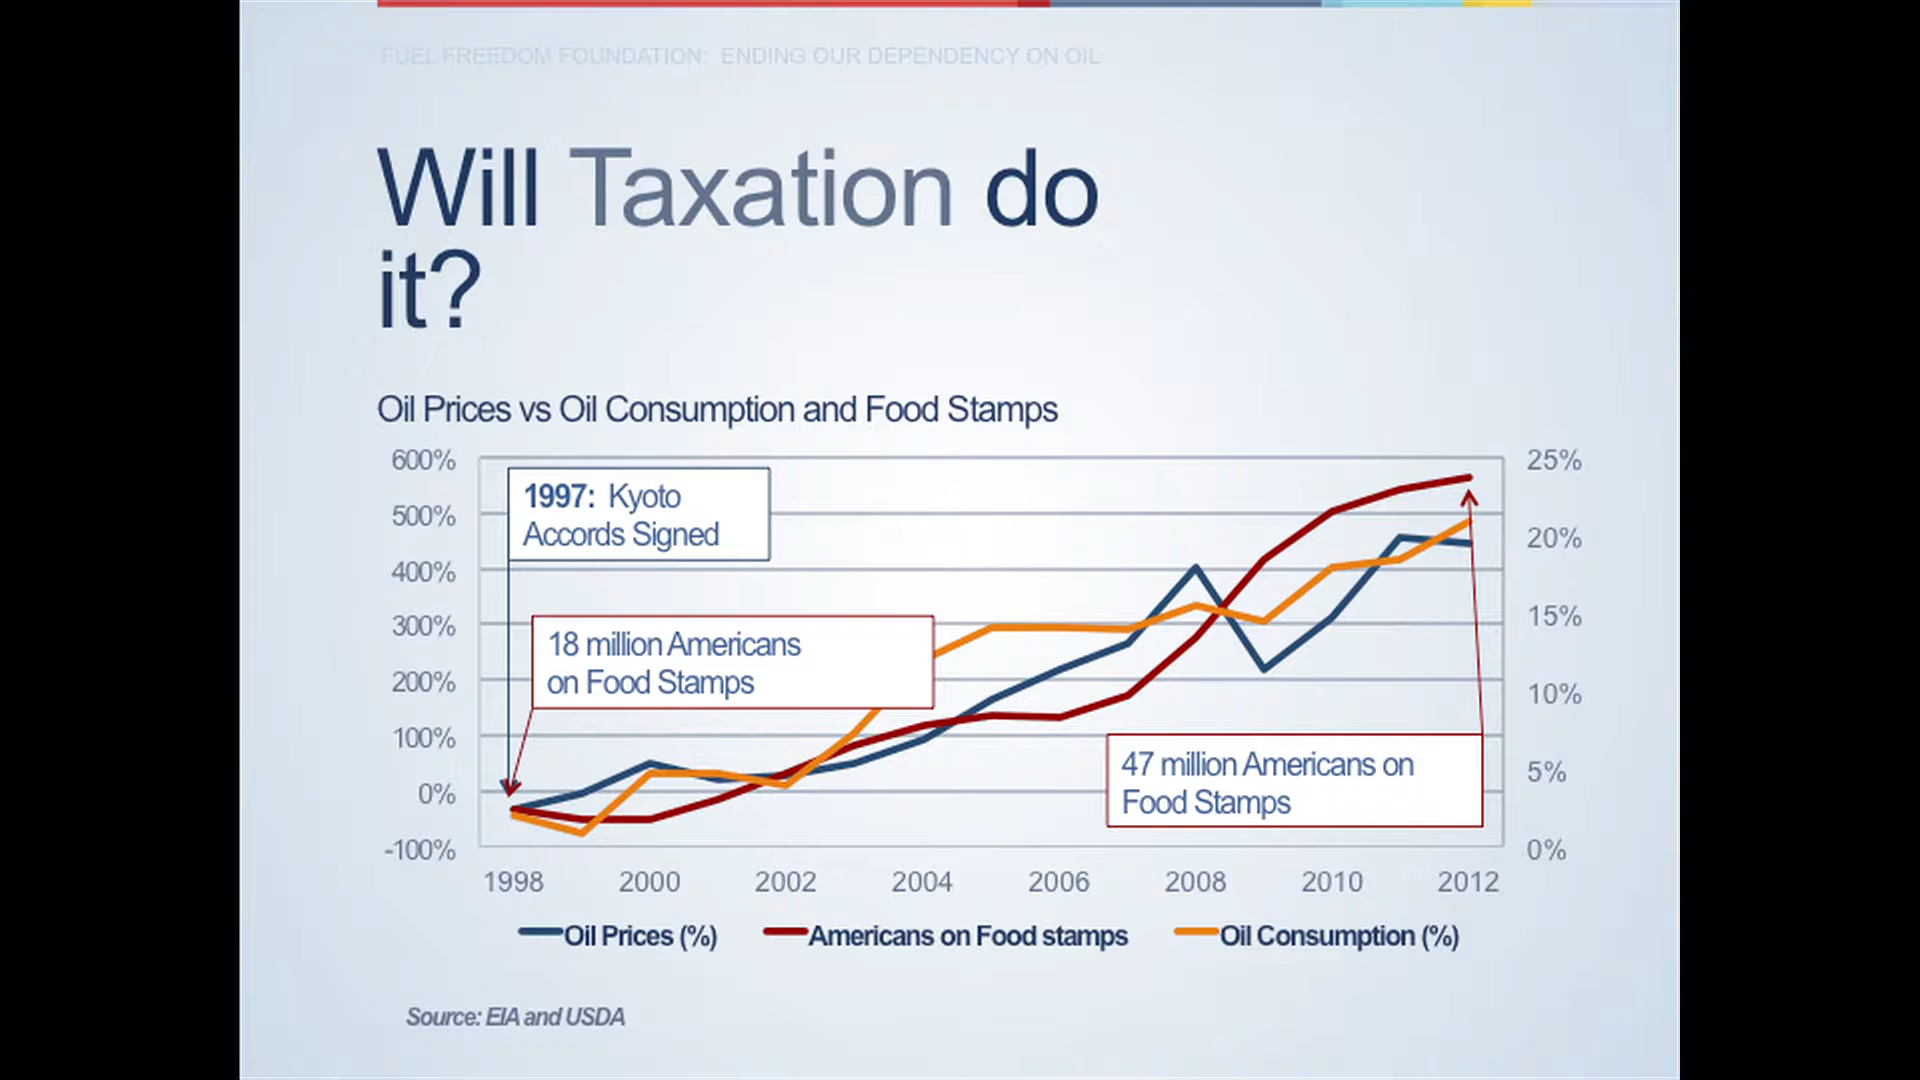 FUEL FREEDOM FOUNDATION: ENDING OUR DEPENDENCY ON OIL
Will Taxation do
it?
Oil Prices vs Oil Consumption and Food Stamps
600%
500%
400%
300%
200%
100%
0%
-100%
25%
20%
15%
10%
5%
0%
1997: Kyoto
Accords Signed
18 million Americans
on Food Stamps
47 million Americans on
Food Stamps
1998 2000 2002 2004 2006 2008 2010 2012
Oil Prices (%) Americans on Food stamps Oil Consumption (%)
Source: EIA and USDA